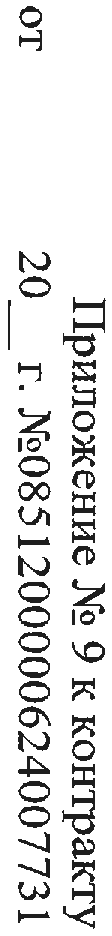 Приложение № 9 к контракту
от 20__ г. №0851200000624007731